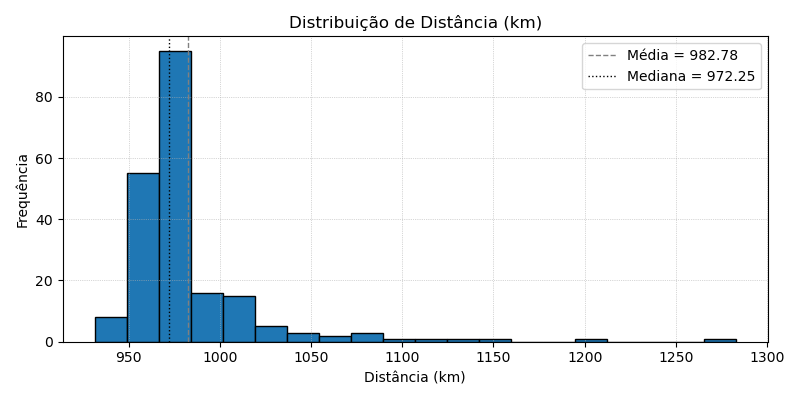 Distribuição de Distância (km)
Média = 982.78
Mediana = 972.25
Frequência
80
60
40
20
0
950
1000
1050
1100
1150
1200
1250
1300
Distância (km)